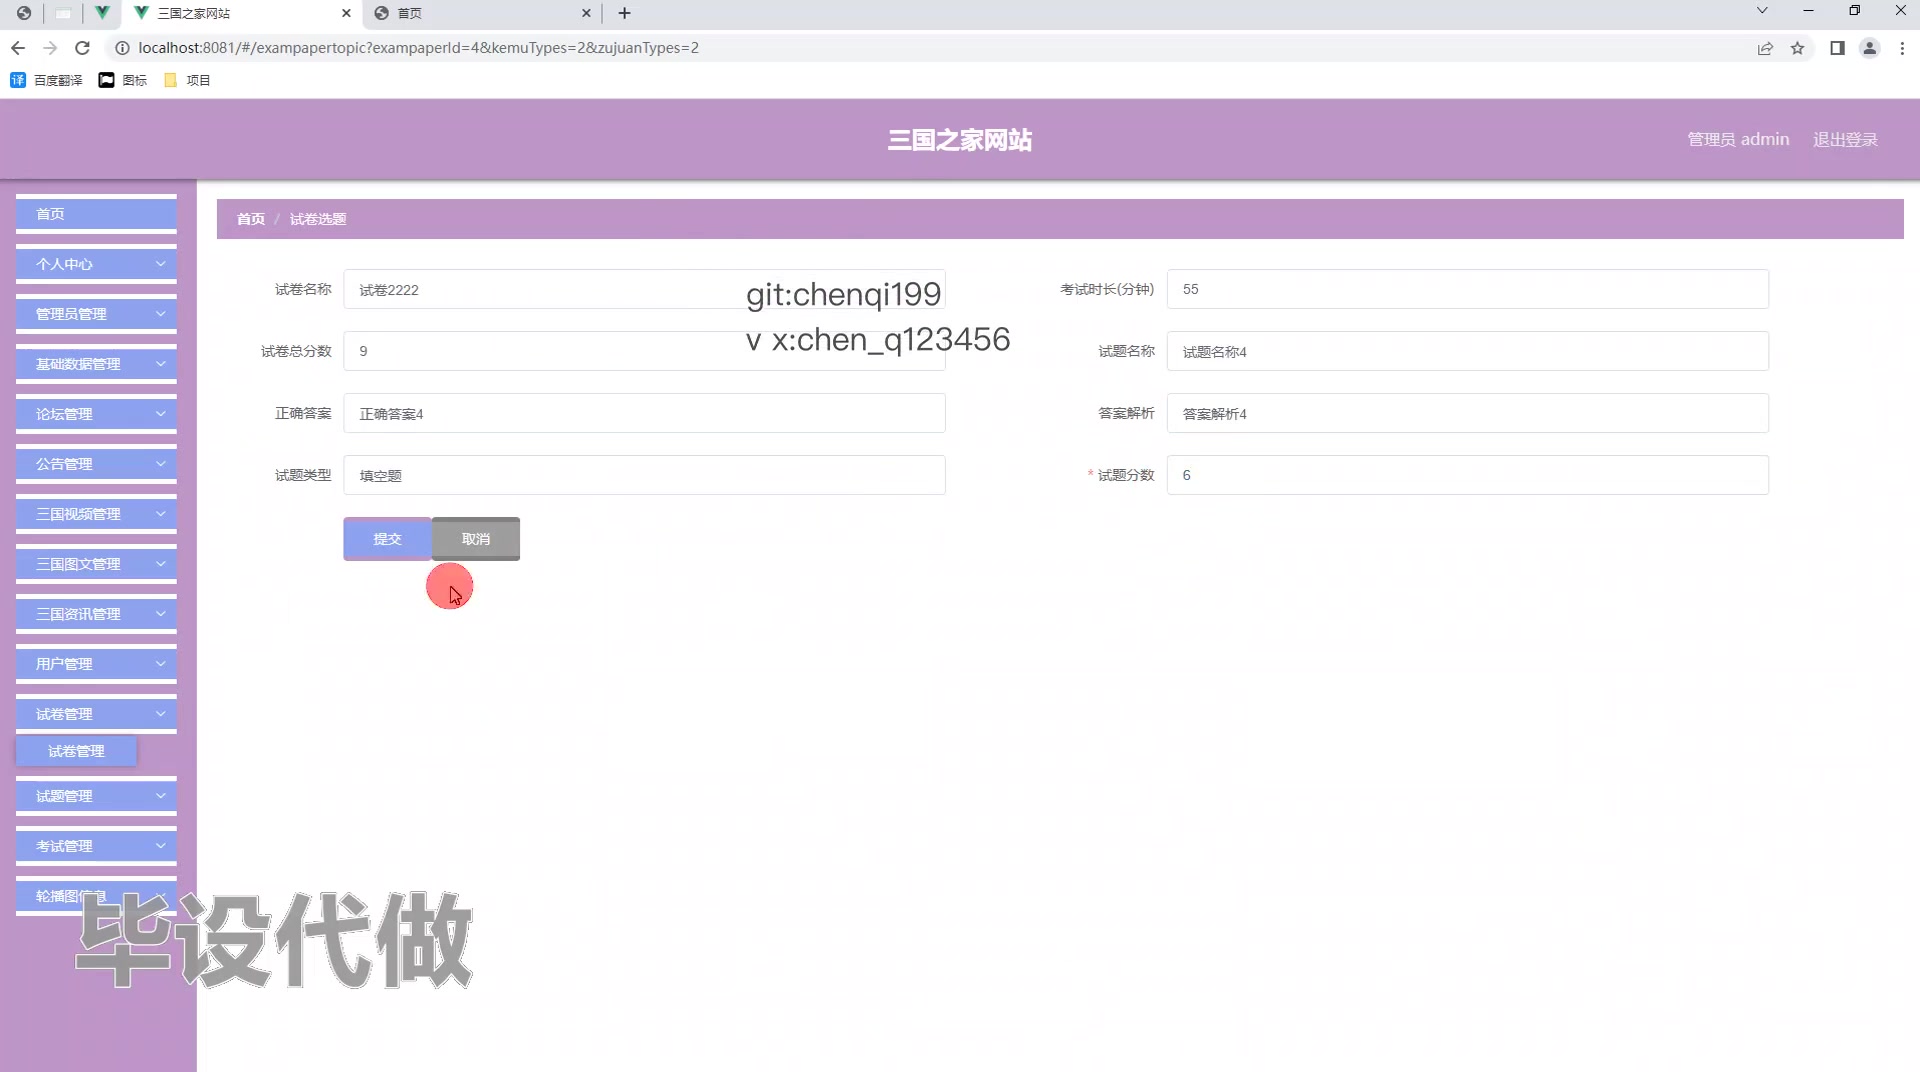 三国之家网站
首页
localhost:8081/#/exampapertopic?exampaperId=4&kemuTypes=2&zujuanTypes=2
百度翻译 图标 项目
三国之家网站
管理员 admin 退出登录
首页
个人中心
管理员管理
基础数据管理
论坛管理
公告管理
三国视频管理
三国图文管理
三国资讯管理
用户管理
试卷管理
试卷管理
试题管理
考试管理
轮播图信息
首页 / 试卷选题
试卷名称 试卷2222
考试时长(分钟) 55
试卷总分数 9
试题名称 试题名称4
正确答案 正确答案4
答案解析 答案解析4
试题类型 填空题
* 试题分数 6
提交 取消
git:chenqi199
v x:chen_q123456
毕设代做